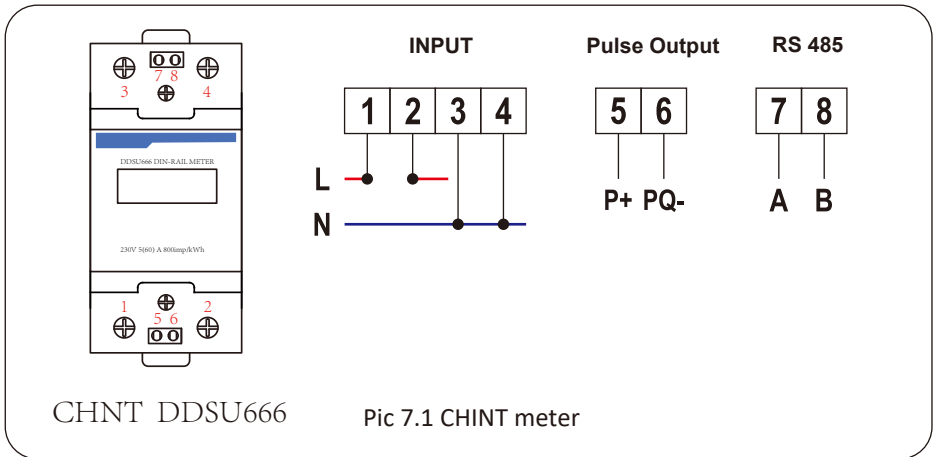 INPUT Pulse Output RS 485
7 8
3 4
1 2 3 4 5 6 7 8
DDSU666 DIN-RAIL METER
L
P+ PQ- A B
N
230V 5(60) A 800imp/kWh
1 2
5 6
CHNT DDSU666
Pic 7.1 CHINT meter